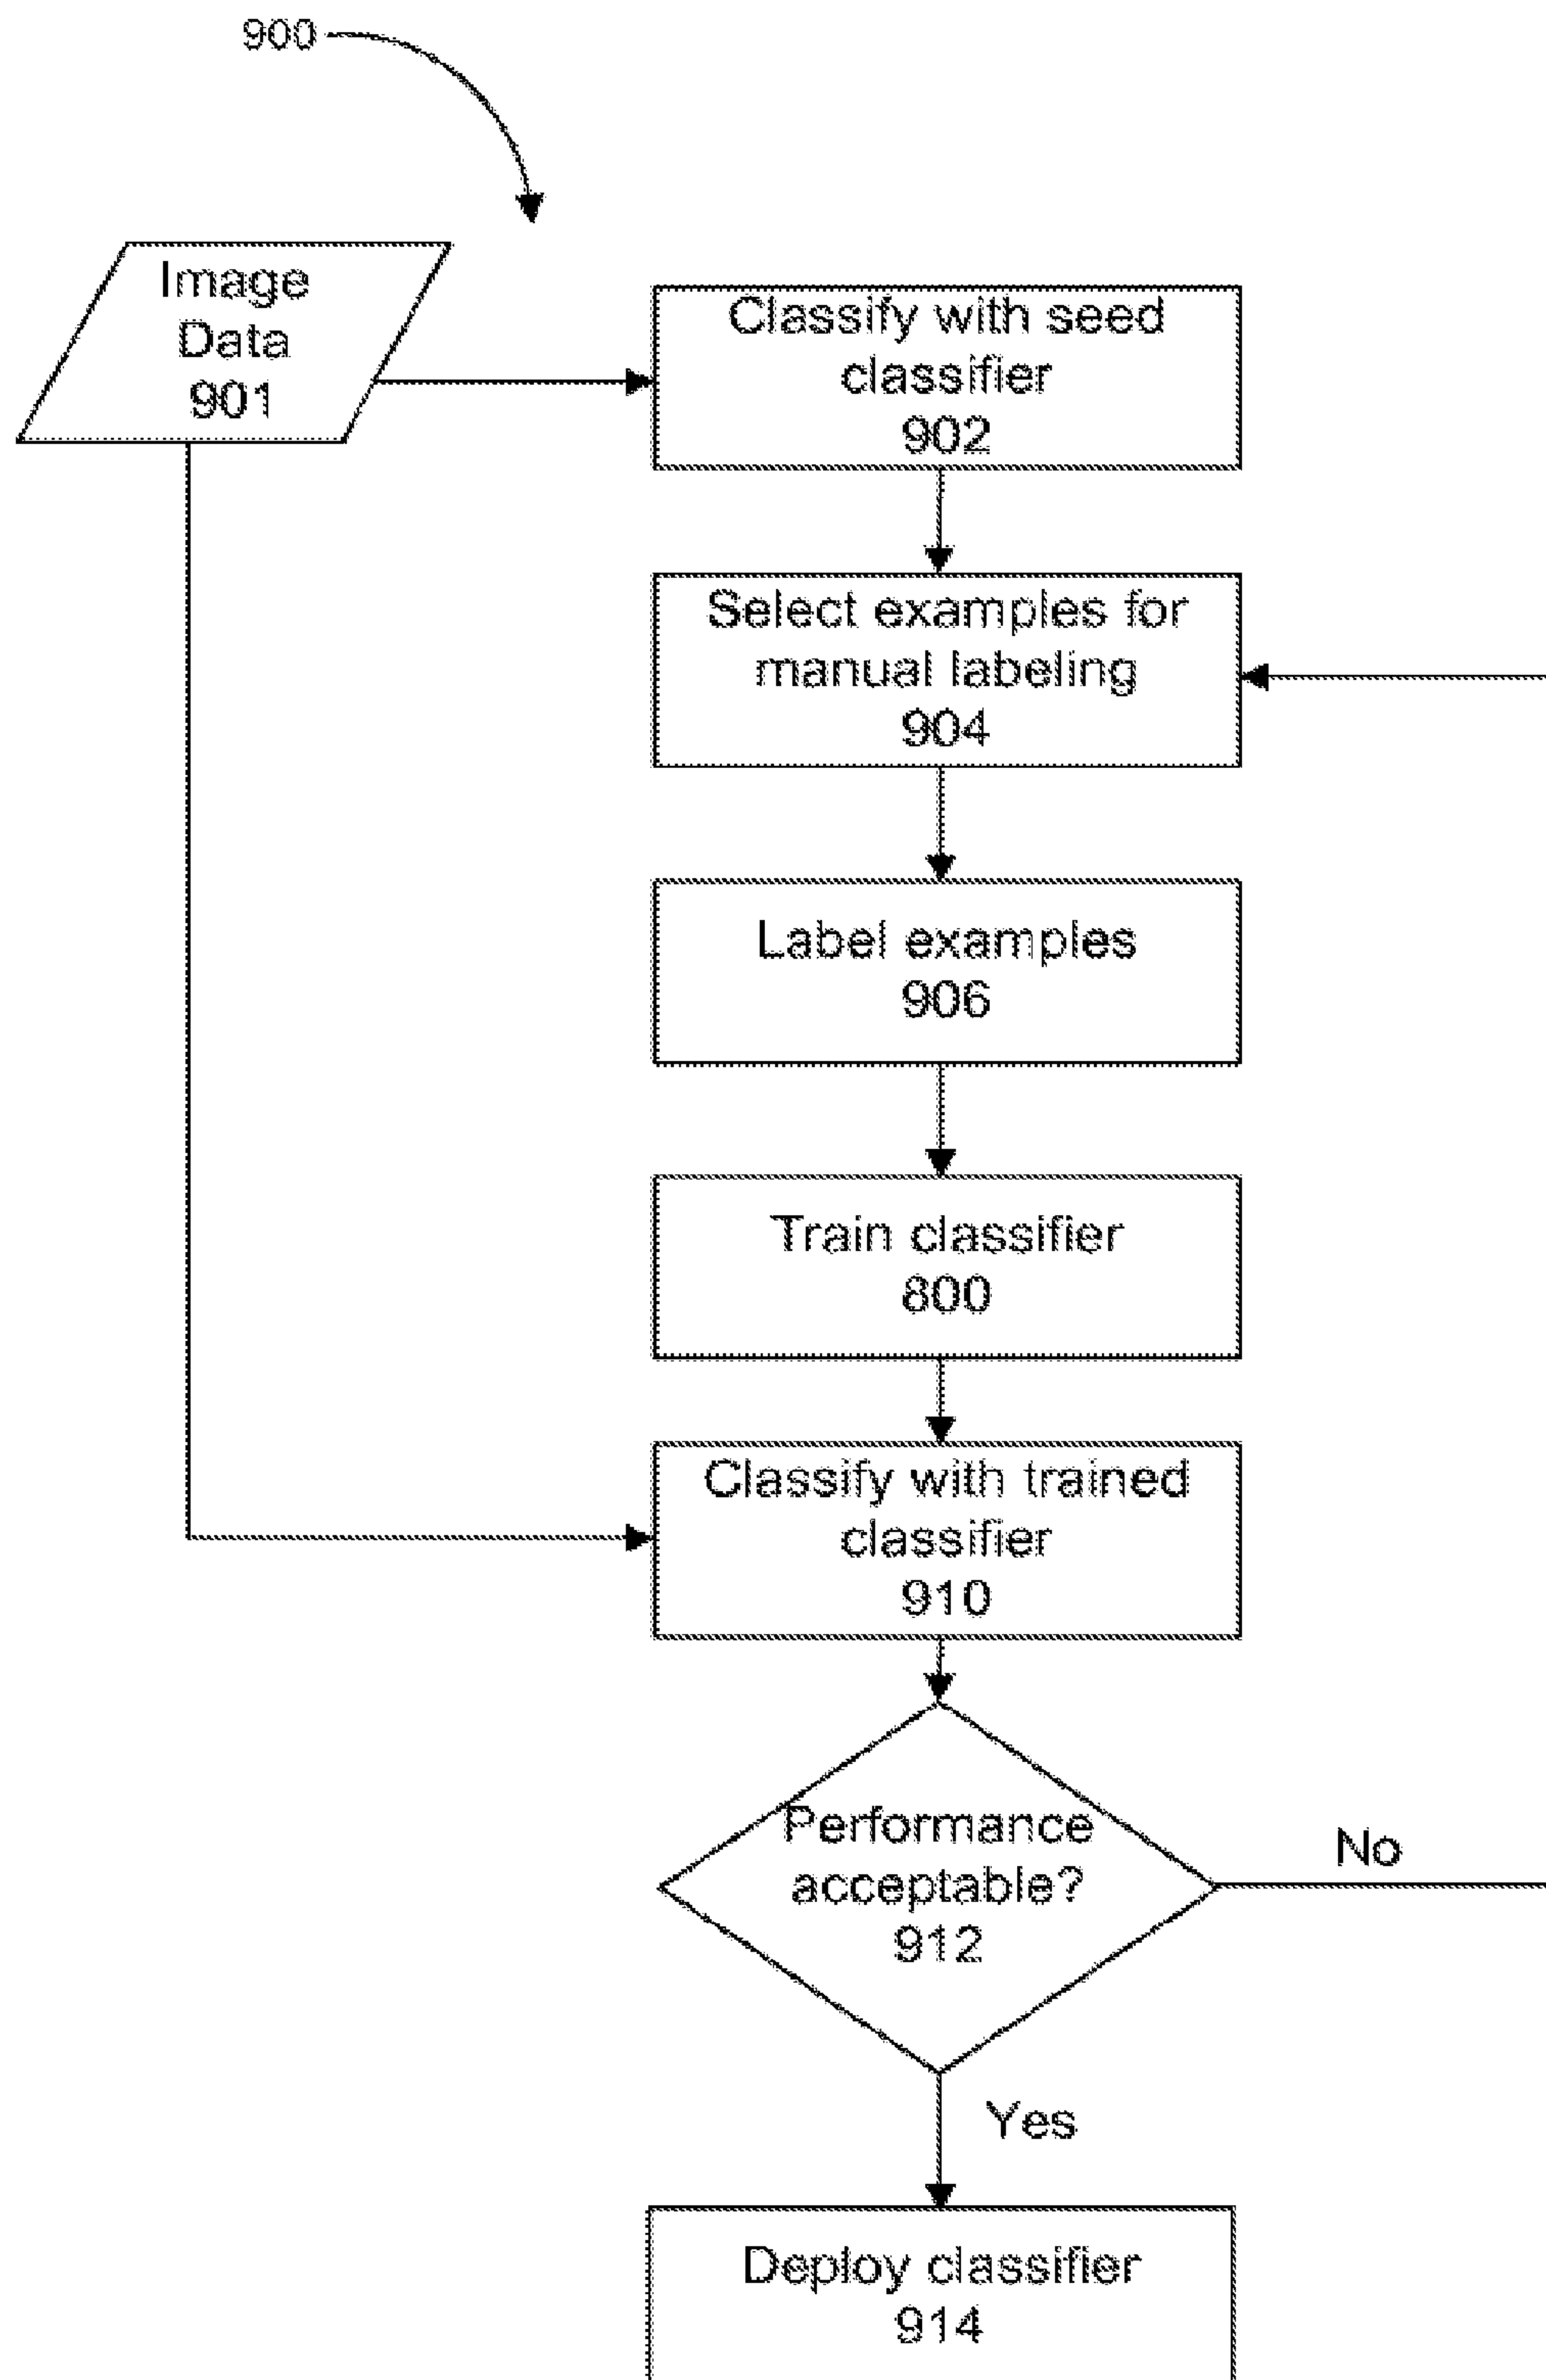 900
Image
Data
901
Classify with seed
classifier
902
Select examples for
manual labeling
904
Label examples
906
Train classifier
800
Classify with trained
classifier
910
Performance
acceptable?
912
No
Yes
Deploy classifier
914